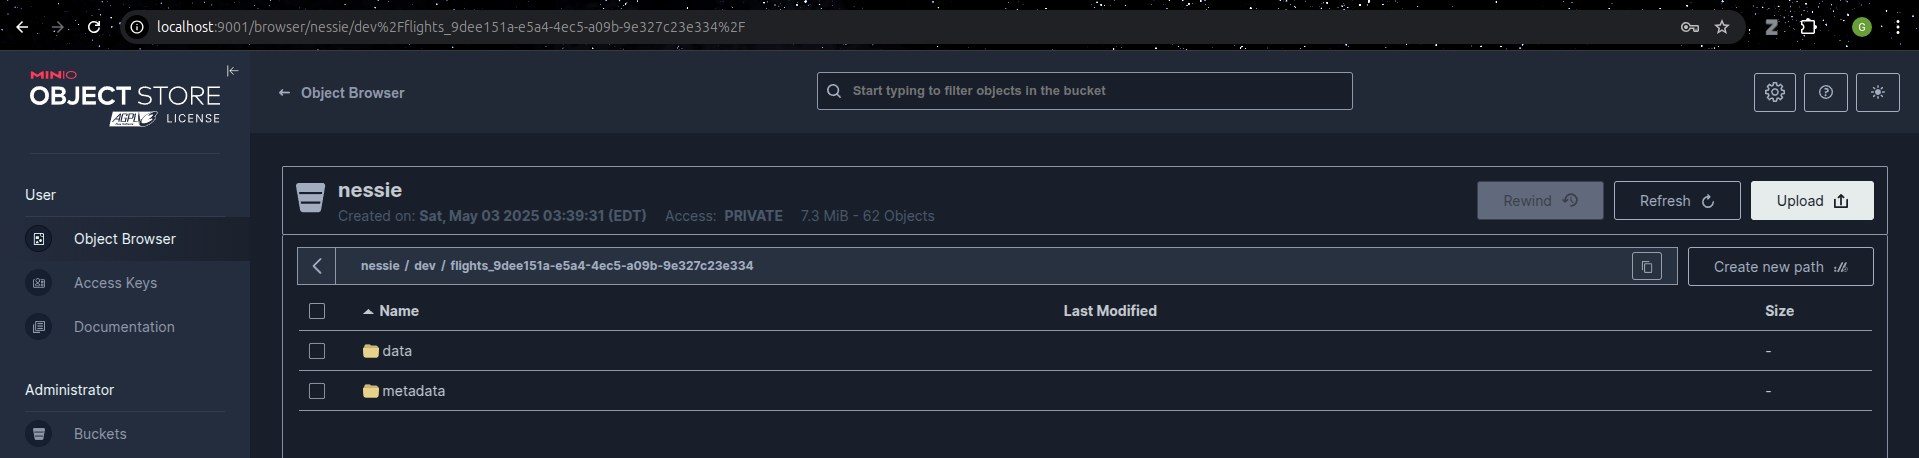 localhost:9001/browser/nessie/dev%2Fflights_9dee151a-e5a4-4ec5-a09b-9e327c23e334%2F
Z
G
MINIO
OBJECT STORE
AGPLv3 LICENSE
← Object Browser
Start typing to filter objects in the bucket
User
Object Browser
Access Keys
Documentation
Administrator
Buckets
nessie
Created on: Sat, May 03 2025 03:39:31 (EDT) Access: PRIVATE 7.3 MiB - 62 Objects
Rewind
Refresh
Upload
nessie / dev / flights_9dee151a-e5a4-4ec5-a09b-9e327c23e334
Create new path
Name Last Modified Size
data -
metadata -